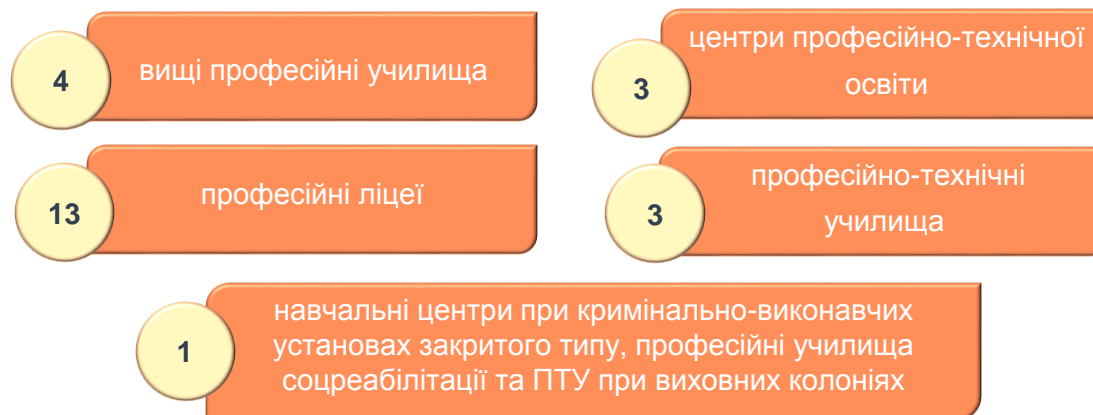 4
вищі професійні училища
3
центри професійно-технічної
освіти
13
професійні ліцеї
3
професійно-технічні
училища
1
навчальні центри при кримінально-виконавчих
установах закритого типу, професійні училища
соцреабілітації та ПТУ при виховних колоніях